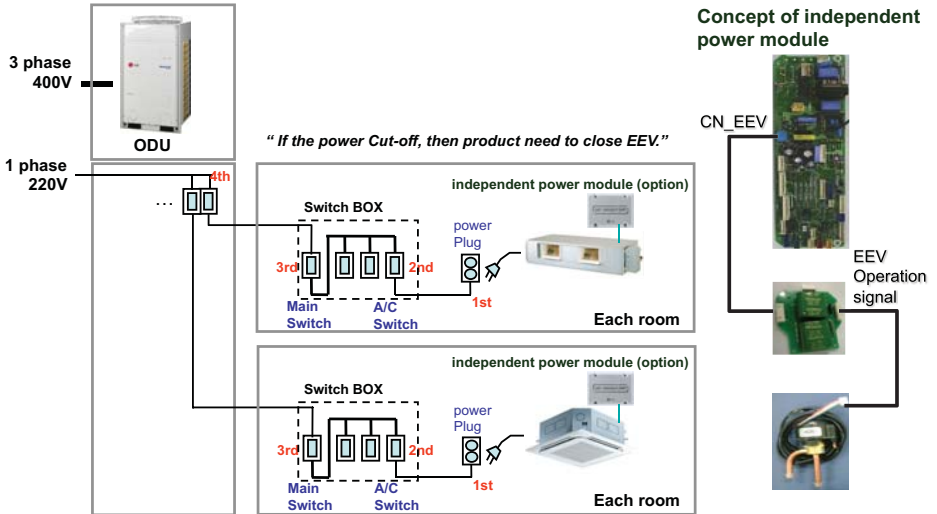 Concept of independent
power module
3 phase
400V
ODU
CN_EEV
“ If the power Cut-off, then product need to close EEV.”
1 phase
220V
4th
...
independent power module (option)
Switch BOX
power
Plug
3rd
2nd
1st
Main
Switch
A/C
Switch
Each room
EEV
Operation
signal
independent power module (option)
Switch BOX
power
Plug
3rd
2nd
1st
Main
Switch
A/C
Switch
Each room